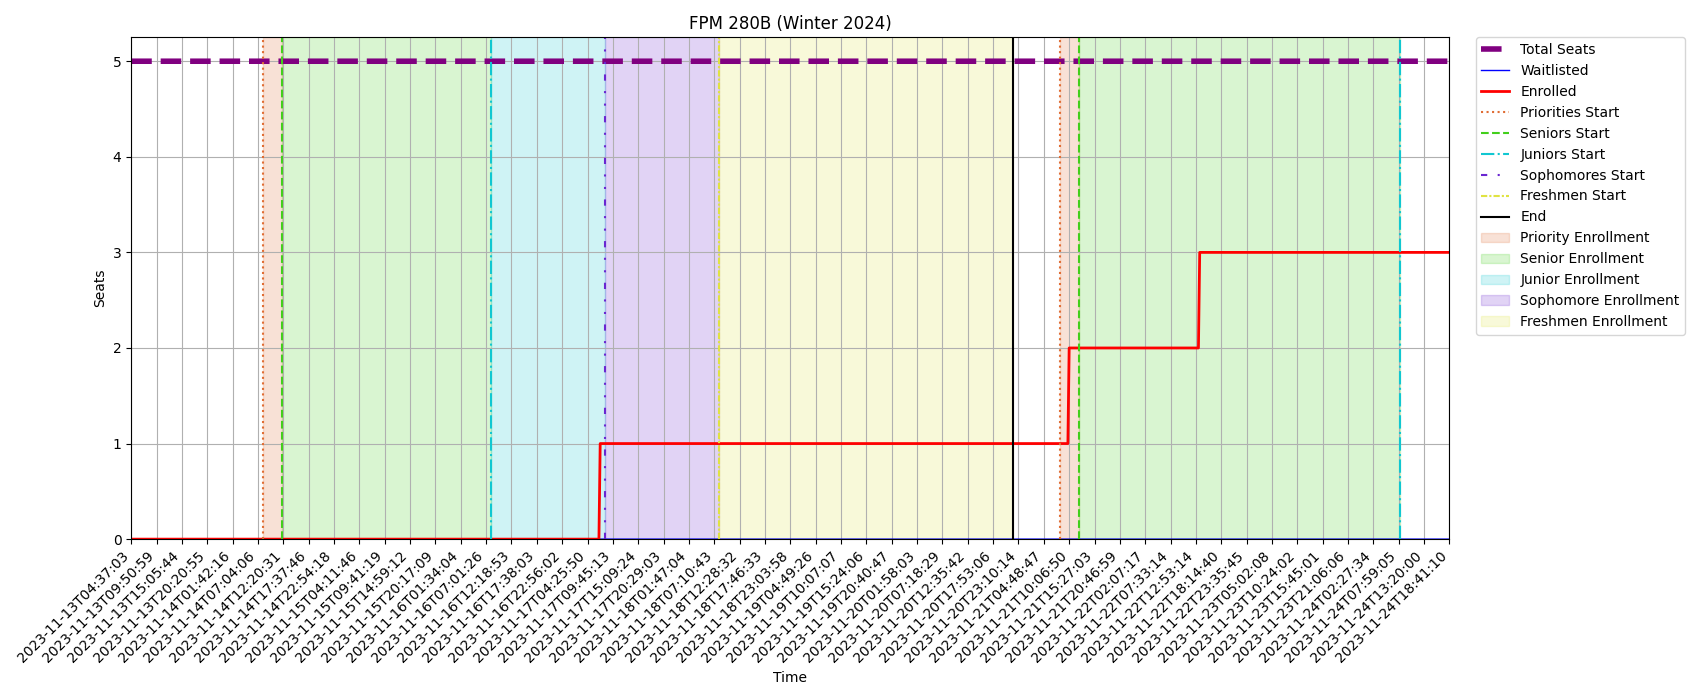 FPM 280B (Winter 2024)
Seats
5
4
3
2
1
0
2023-11-13T04:37:03
2023-11-13T09:50:59
2023-11-13T15:05:44
2023-11-13T20:20:55
2023-11-14T01:42:16
2023-11-14T07:04:06
2023-11-14T12:20:31
2023-11-14T17:37:46
2023-11-14T22:54:18
2023-11-15T04:11:46
2023-11-15T09:41:19
2023-11-15T14:59:12
2023-11-15T20:17:09
2023-11-16T01:34:04
2023-11-16T07:01:26
2023-11-16T12:18:53
2023-11-16T17:38:03
2023-11-16T22:56:02
2023-11-17T04:25:50
2023-11-17T09:45:13
2023-11-17T15:09:24
2023-11-17T20:29:03
2023-11-18T01:47:04
2023-11-18T07:10:43
2023-11-18T12:28:32
2023-11-18T17:46:33
2023-11-18T23:03:58
2023-11-19T04:49:26
2023-11-19T10:07:07
2023-11-19T15:24:06
2023-11-19T20:40:47
2023-11-20T01:58:03
2023-11-20T07:18:29
2023-11-20T12:35:42
2023-11-20T17:53:06
2023-11-20T23:10:14
2023-11-21T04:48:47
2023-11-21T10:06:50
2023-11-21T15:27:03
2023-11-21T20:46:59
2023-11-22T02:07:17
2023-11-22T07:33:14
2023-11-22T12:53:14
2023-11-22T18:14:40
2023-11-22T23:35:45
2023-11-23T05:02:08
2023-11-23T10:24:02
2023-11-23T15:45:01
2023-11-23T21:06:06
2023-11-24T02:27:34
2023-11-24T07:59:05
2023-11-24T13:20:00
2023-11-24T18:41:10
Time
Total Seats
Waitlisted
Enrolled
Priorities Start
Seniors Start
Juniors Start
Sophomores Start
Freshmen Start
End
Priority Enrollment
Senior Enrollment
Junior Enrollment
Sophomore Enrollment
Freshmen Enrollment